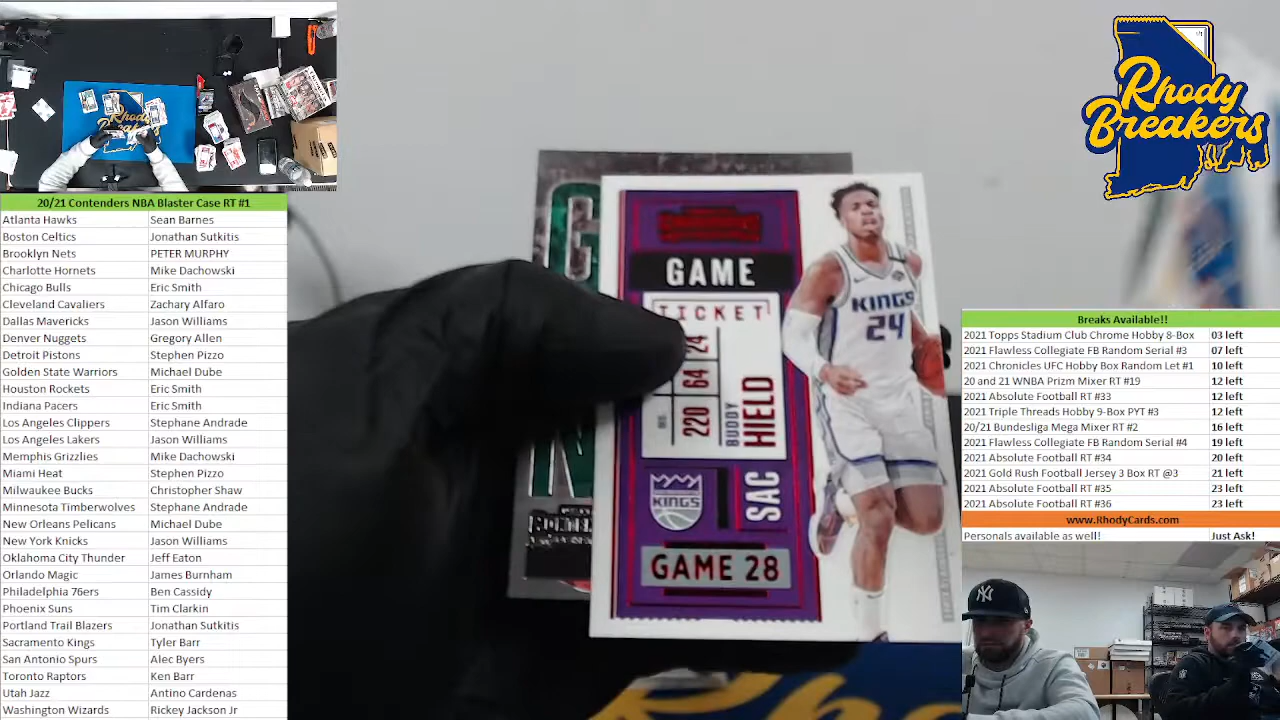 20/21 Contenders NBA Blaster Case RT #1
Atlanta Hawks Sean Barnes
Boston Celtics Jonathan Sutkitis
Brooklyn Nets PETER MURPHY
Charlotte Hornets Mike Dachowski
Chicago Bulls Eric Smith
Cleveland Cavaliers Zachary Alfaro
Dallas Mavericks Jason Williams
Denver Nuggets Gregory Allen
Detroit Pistons Stephen Pizzo
Golden State Warriors Michael Dube
Houston Rockets Eric Smith
Indiana Pacers Eric Smith
Los Angeles Clippers Stephane Andrade
Los Angeles Lakers Jason Williams
Memphis Grizzlies Mike Dachowski
Miami Heat Stephen Pizzo
Milwaukee Bucks Christopher Shaw
Minnesota Timberwolves Stephane Andrade
New Orleans Pelicans Michael Dube
New York Knicks Jason Williams
Oklahoma City Thunder Jeff Eaton
Orlando Magic James Burnham
Philadelphia 76ers Ben Cassidy
Phoenix Suns Tim Clarkin
Portland Trail Blazers Jonathan Sutkitis
Sacramento Kings Tyler Barr
San Antonio Spurs Alec Byers
Toronto Raptors Ken Barr
Utah Jazz Antino Cardenas
Washington Wizards Rickey Jackson Jr
GAME
TICKET
24
64
220
BUDDY
HIELD
KINGS
SAC
GAME 28
KINGS
24
Rhody
Breakers
Breaks Available!!
2021 Topps Stadium Club Chrome Hobby 8-Box 03 left
2021 Flawless Collegiate FB Random Serial #3 07 left
2021 Chronicles UFC Hobby Box Random Let #1 10 left
20 and 21 WNBA Prizm Mixer RT #19 12 left
2021 Absolute Football RT #33 12 left
2021 Triple Threads Hobby 9-Box PYT #3 12 left
20/21 Bundesliga Mega Mixer RT #2 16 left
2021 Flawless Collegiate FB Random Serial #4 19 left
2021 Absolute Football RT #34 20 left
2021 Gold Rush Football Jersey 3 Box RT @3 21 left
2021 Absolute Football RT #35 23 left
2021 Absolute Football RT #36 23 left
www.RhodyCards.com
Personals available as well! Just Ask!